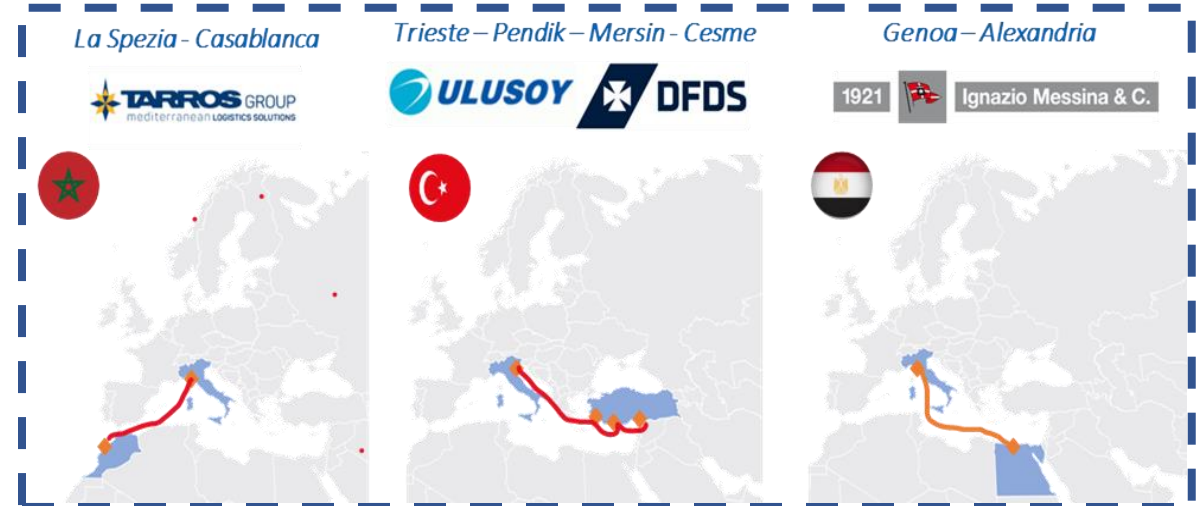 La Spezia - Casablanca
TARROS GROUP
mediterranean LOGISTICS SOLUTIONS
Trieste – Pendik – Mersin - Cesme
ULUSOY
DFDS
Genoa – Alexandria
1921
Ignazio Messina & C.